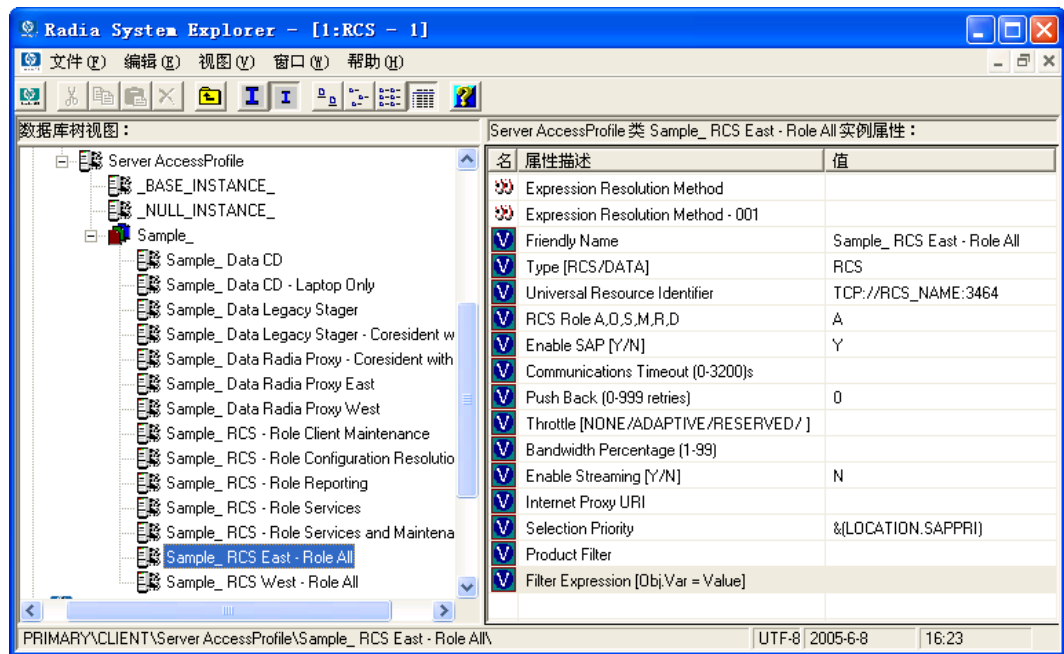 Radia System Explorer - [1:RCS - 1]
文件(F) 编辑(E) 视图(V) 窗口(W) 帮助(H)
数据库树视图：
Server AccessProfile
_BASE_INSTANCE_
_NULL_INSTANCE_
Sample_
Sample_ Data CD
Sample_ Data CD - Laptop Only
Sample_ Data Legacy Stager
Sample_ Data Legacy Stager - Coresident w
Sample_ Data Radia Proxy - Coresident with
Sample_ Data Radia Proxy East
Sample_ Data Radia Proxy West
Sample_ RCS - Role Client Maintenance
Sample_ RCS - Role Configuration Resolutio
Sample_ RCS - Role Reporting
Sample_ RCS - Role Services
Sample_ RCS - Role Services and Maintena
Sample_ RCS East - Role All
Sample_ RCS West - Role All
Server AccessProfile 类 Sample_ RCS East - Role All 实例属性：
名 属性描述 值
Expression Resolution Method
Expression Resolution Method - 001
Friendly Name Sample_ RCS East - Role All
Type [RCS/DATA] RCS
Universal Resource Identifier TCP://RCS_NAME:3464
RCS Role A,O,S,M,R,D A
Enable SAP [Y/N] Y
Communications Timeout (0-3200)s
Push Back (0-999 retries) 0
Throttle [NONE/ADAPTIVE/RESERVED/ ]
Bandwidth Percentage (1-99)
Enable Streaming [Y/N] N
Internet Proxy URI
Selection Priority &(LOCATION.SAPPRI)
Product Filter
Filter Expression [Obj.Var = Value]
PRIMARY\CLIENT\Server AccessProfile\Sample_ RCS East - Role All\ UTF-8 2005-6-8 16:23